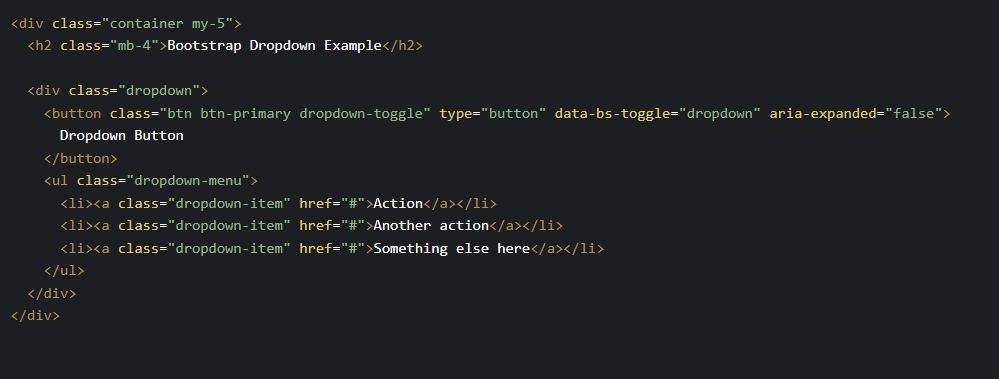 <div class="container my-5">
  <h2 class="mb-4">Bootstrap Dropdown Example</h2>

  <div class="dropdown">
    <button class="btn btn-primary dropdown-toggle" type="button" data-bs-toggle="dropdown" aria-expanded="false">
      Dropdown Button
    </button>
    <ul class="dropdown-menu">
      <li><a class="dropdown-item" href="#">Action</a></li>
      <li><a class="dropdown-item" href="#">Another action</a></li>
      <li><a class="dropdown-item" href="#">Something else here</a></li>
    </ul>
  </div>
</div>